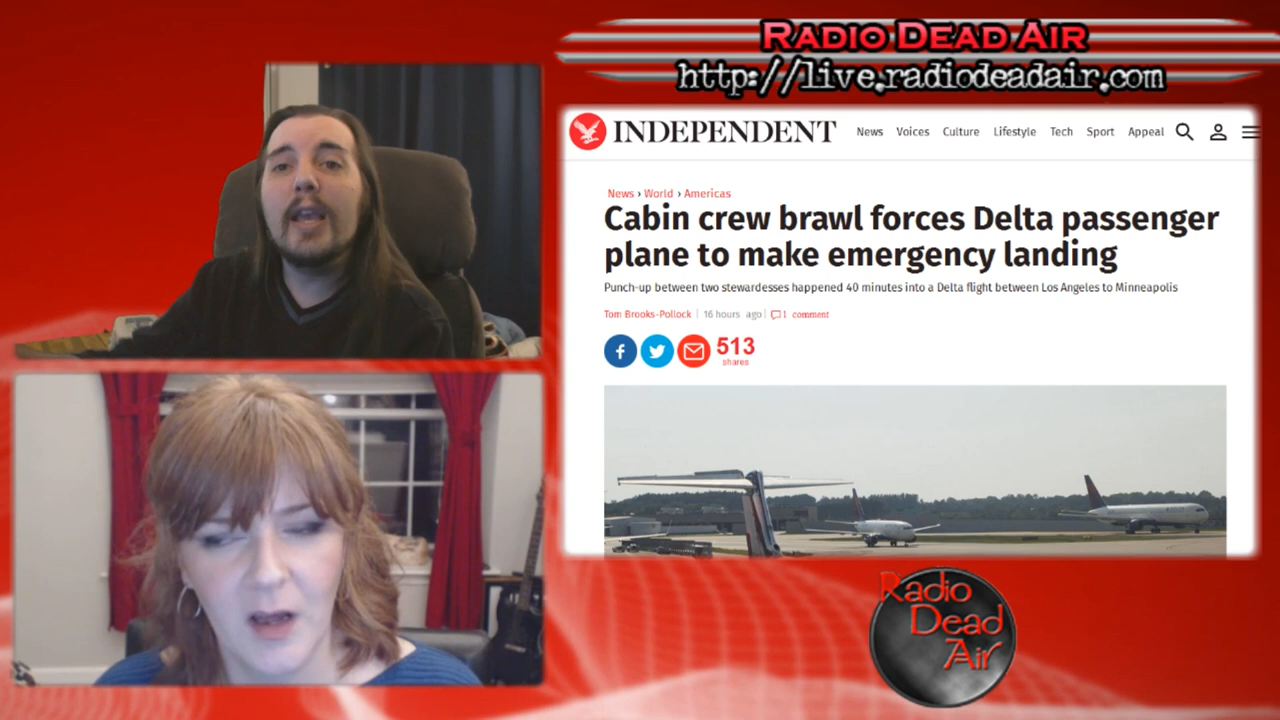 RADIO DEAD AIR
http://live.radiodeadair.com
INDEPENDENT News Voices Culture Lifestyle Tech Sport Appeal
News › World › Americas
Cabin crew brawl forces Delta passenger
plane to make emergency landing
Punch-up between two stewardesses happened 40 minutes into a Delta flight between Los Angeles to Minneapolis
Tom Brooks-Pollock | 16 hours ago | 1 comment
513
shares
Radio
Dead
Air